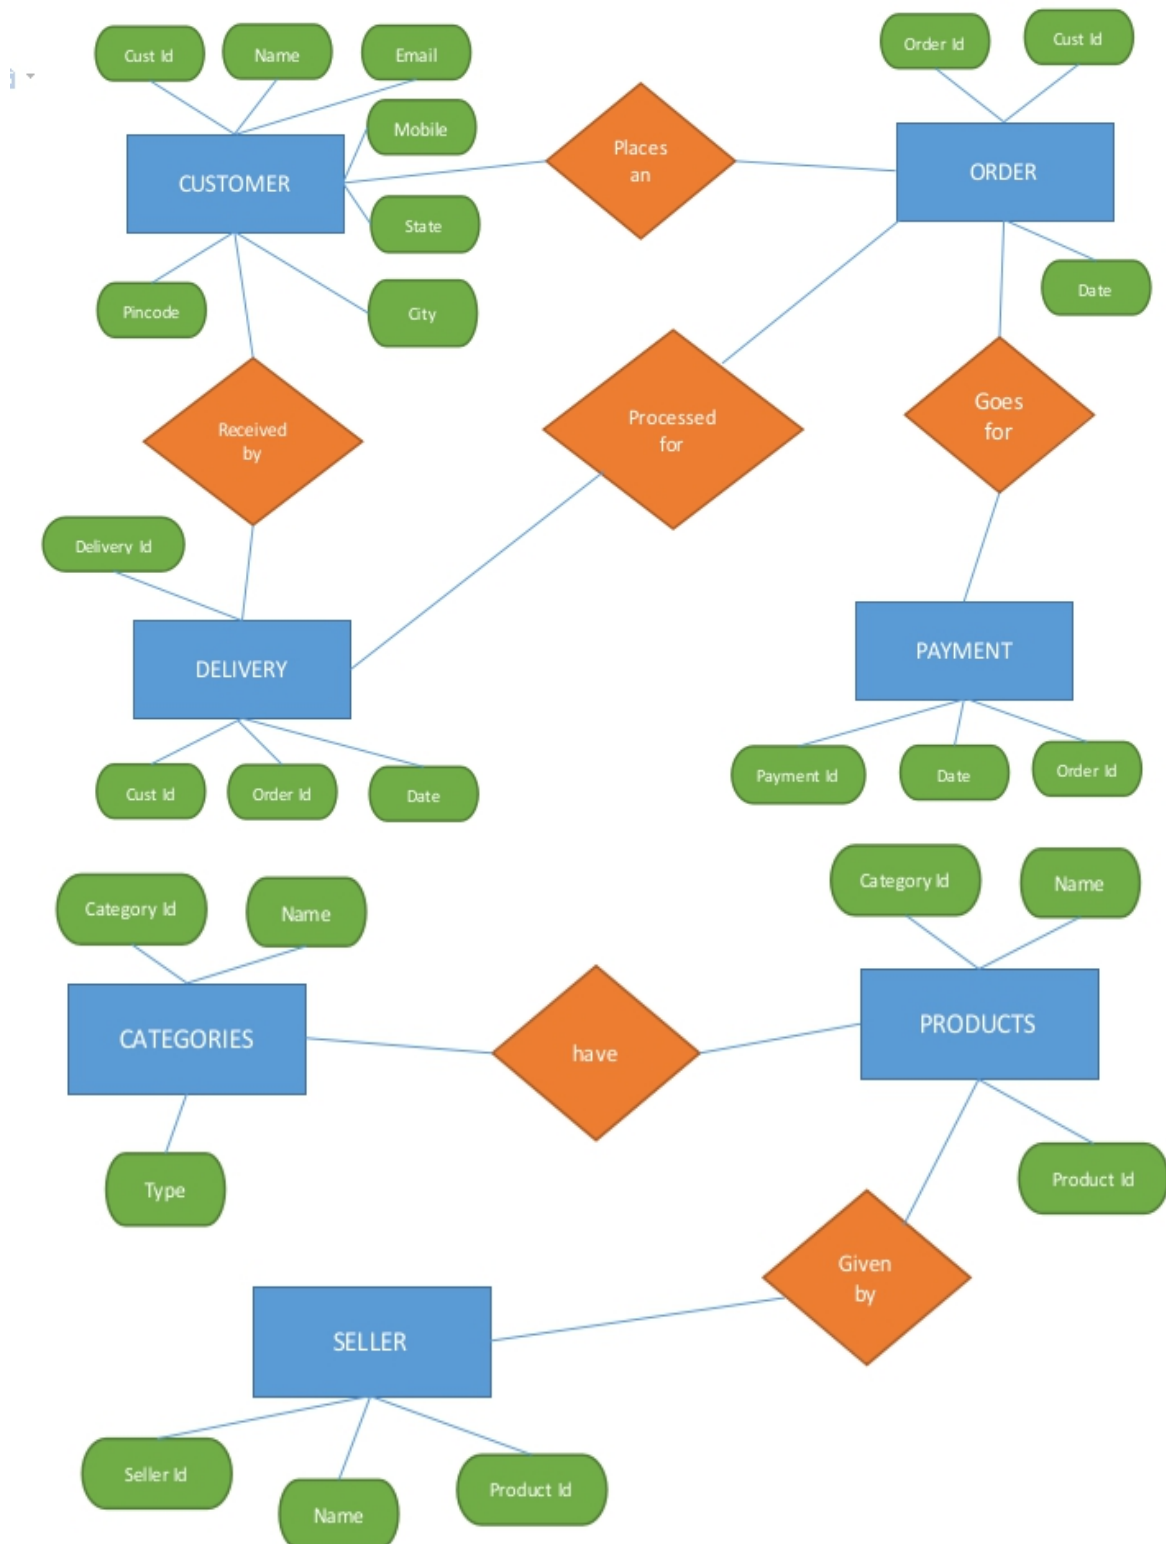 Cust Id
Name
Email
Order Id
Cust Id
Mobile
CUSTOMER
Places
an
ORDER
State
Pincode
City
Date
Received
by
Processed
for
Goes
for
Delivery Id
DELIVERY
PAYMENT
Cust Id
Order Id
Date
Payment Id
Date
Order Id
Category Id
Name
Category Id
Name
CATEGORIES
have
PRODUCTS
Type
Product Id
Given
by
SELLER
Seller Id
Name
Product Id